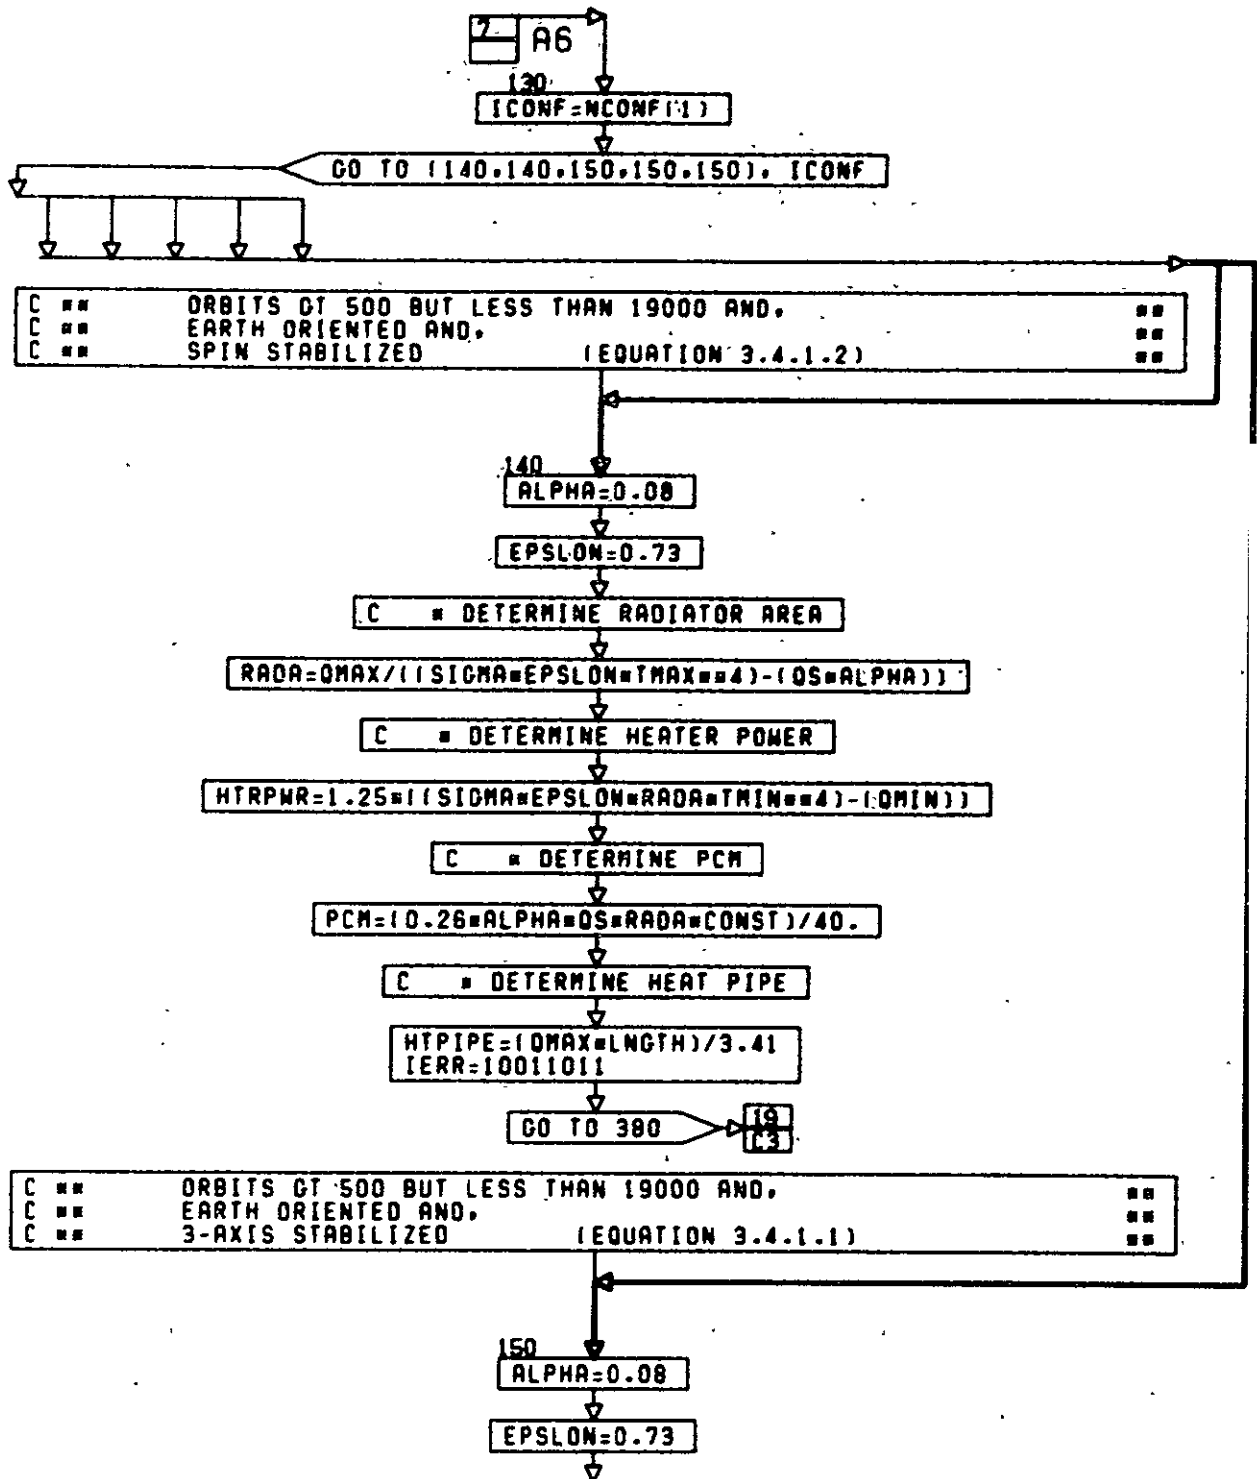 7
A6
130
ICONF=NCONF(1)
GO TO (140,140,150,150,150), ICONF
C ** ORBITS GT 500 BUT LESS THAN 19000 AND, **
C ** EARTH ORIENTED AND, **
C ** SPIN STABILIZED (EQUATION 3.4.1.2) **
140
ALPHA=0.08
EPSLON=0.73
C * DETERMINE RADIATOR AREA
RADA=QMAX/((SIGMA*EPSLON*TMAX**4)-(QS*ALPHA))
C * DETERMINE HEATER POWER
HTRPWR=1.25*((SIGMA*EPSLON*RADA*TMIN**4)-(QMIN))
C * DETERMINE PCM
PCM=(0.26*ALPHA*QS*RADA*CONST)/40.
C * DETERMINE HEAT PIPE
HTPIPE=(QMAX*LNGTH)/3.41
IERR=10011011
GO TO 380
19
C3
C ** ORBITS GT 500 BUT LESS THAN 19000 AND, **
C ** EARTH ORIENTED AND, **
C ** 3-AXIS STABILIZED (EQUATION 3.4.1.1) **
150
ALPHA=0.08
EPSLON=0.73